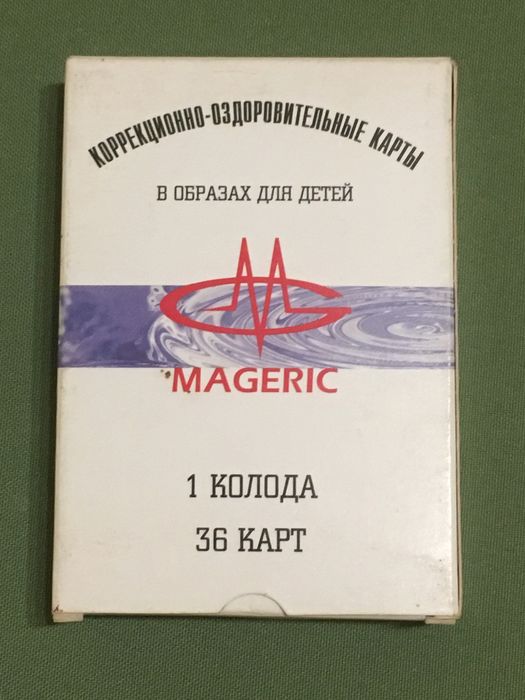 КОРРЕКЦИОННО-ОЗДОРОВИТЕЛЬНЫЕ КАРТЫ
В ОБРАЗАХ ДЛЯ ДЕТЕЙ
MAGERIC
1 КОЛОДА
36 КАРТ